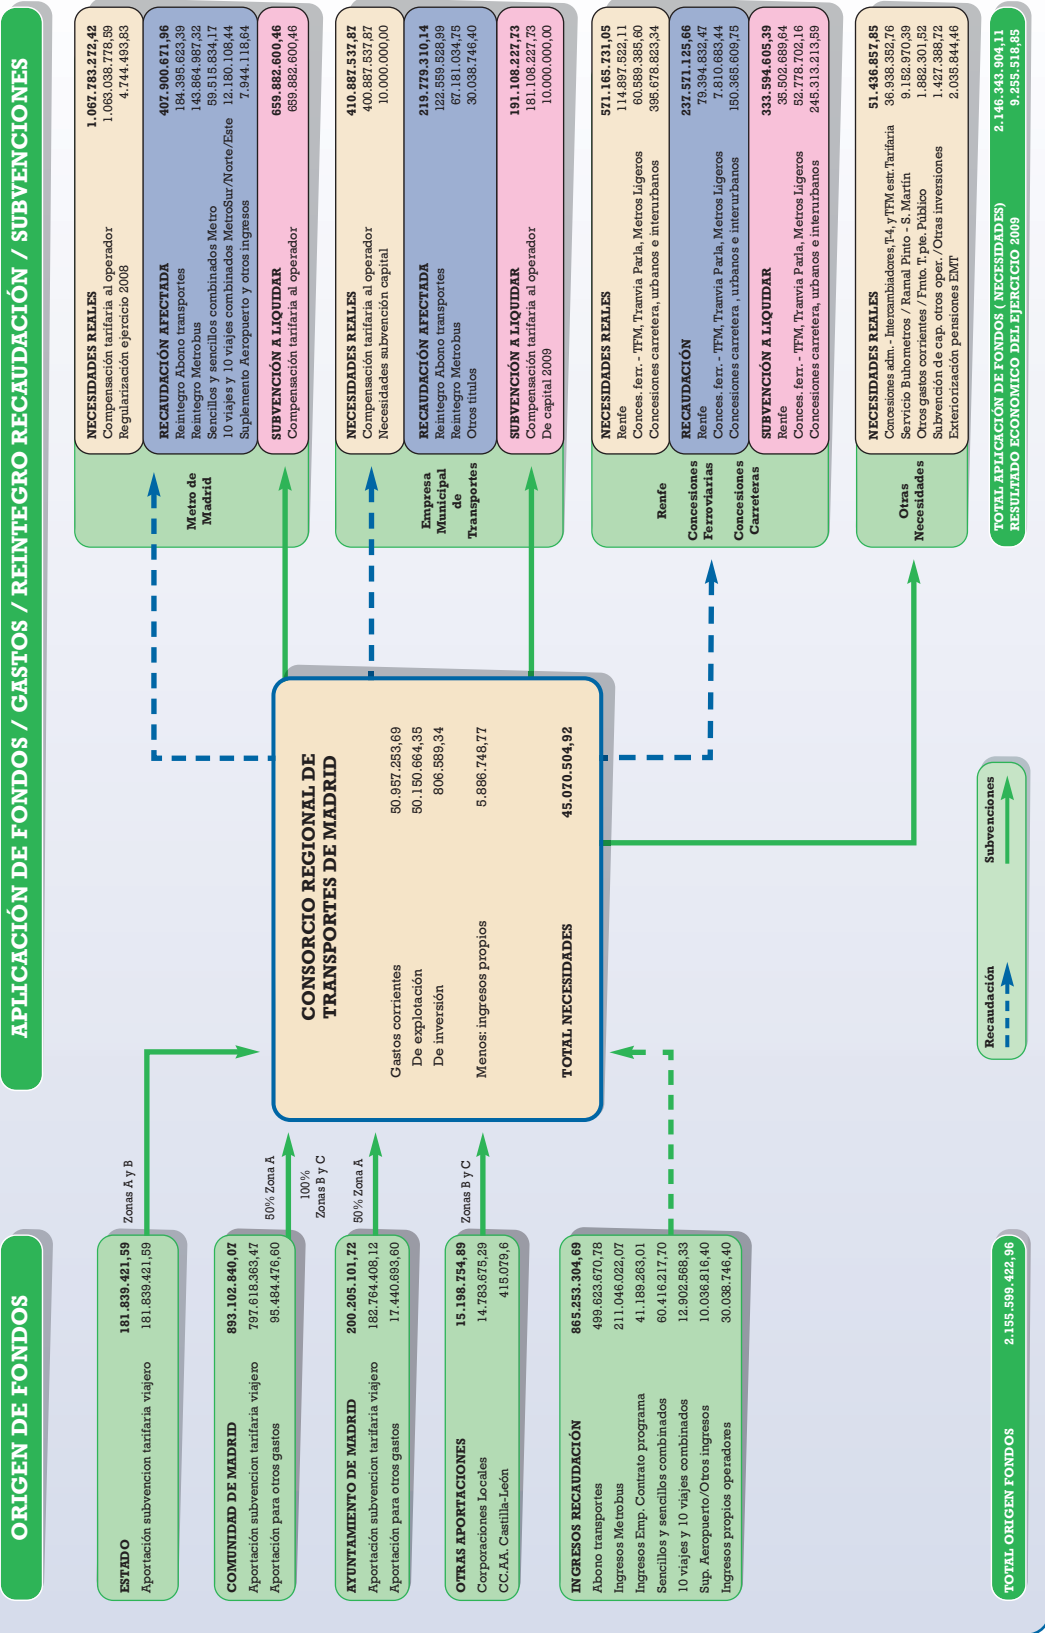 ORIGEN DE FONDOS
ESTADO 181.839.421,59
Aportación subvencion tarifaria viajero 181.839.421,59
Zonas A y B
COMUNIDAD DE MADRID 893.102.840,07
Aportación subvencion tarifaria viajero 797.618.363,47
Aportación para otros gastos 95.484.476,60
50% Zona A
100%
Zonas B y C
AYUNTAMIENTO DE MADRID 200.205.101,72
Aportación subvencion tarifaria viajero 182.764.408,12
Aportación para otros gastos 17.440.693,60
50% Zona A
OTRAS APORTACIONES 15.198.754,89
Corporaciones Locales 14.783.675,29
CC.AA. Castilla-León 415.079,6
Zonas B y C
INGRESOS RECAUDACIÓN 865.253.304,69
Abono transportes 499.623.670,78
Ingresos Metrobus 211.046.022,07
Ingresos Emp. Contrato programa 41.189.263,01
Sencillos y sencillos combinados 60.416.217,70
10 viajes y 10 viajes combinados 12.902.568,33
Sup. Aeropuerto/Otros ingresos 10.036.816,40
Ingresos propios operadores 30.038.746,40
TOTAL ORIGEN FONDOS 2.155.599.422,96
CONSORCIO REGIONAL DE
TRANSPORTES DE MADRID
Gastos corrientes 50.957.253,69
De explotación 50.150.664,35
De inversión 806.589,34
Menos: ingresos propios 5.886.748,77
TOTAL NECESIDADES 45.070.504,92
Recaudación
Subvenciones
APLICACIÓN DE FONDOS / GASTOS / REINTEGRO RECAUDACIÓN / SUBVENCIONES
Metro de
Madrid
NECESIDADES REALES 1.067.783.272,42
Compensación tarifaria al operador 1.063.038.778,59
Regularización ejercicio 2008 4.744.493,83
RECAUDACIÓN AFECTADA 407.900.671,96
Reintegro Abono transportes 184.395.623,39
Reintegro Metrobus 143.864.987,32
Sencillos y sencillos combinados Metro 59.515.834,17
10 viajes y 10 viajes combinados MetroSur/Norte/Este 12.180.108,44
Suplemento Aeropuerto y otros ingresos 7.944.118,64
SUBVENCIÓN A LIQUIDAR 659.882.600,46
Compensación tarifaria al operador 659.882.600,46
Empresa
Municipal
de
Transportes
NECESIDADES REALES 410.887.537,87
Compensación tarifaria al operador 400.887.537,87
Necesidades subvención capital 10.000.000,00
RECAUDACIÓN AFECTADA 219.779.310,14
Reintegro Abono transportes 122.559.528,99
Reintegro Metrobus 67.181.034,75
Otros titulos 30.038.746,40
SUBVENCIÓN A LIQUIDAR 191.108.227,73
Compensación tarifaria al operador 181.108.227,73
De capital 2009 10.000.000,00
Renfe
Concesiones
Ferroviarias
Concesiones
Carreteras
NECESIDADES REALES 571.165.731,05
Renfe 114.897.522,11
Conces. ferr. - TFM, Tranvia Parla, Metros Ligeros 60.589.385,60
Concesiones carretera, urbanos e interurbanos 395.678.823,34
RECAUDACIÓN 237.571.125,66
Renfe 79.394.832,47
Conces. ferr. - TFM, Tranvia Parla, Metros Ligeros 7.810.683,44
Concesiones carretera , urbanos e interurbanos 150.365.609,75
SUBVENCIÓN A LIQUIDAR 333.594.605,39
Renfe 35.502.689,64
Conces. ferr. - TFM, Tranvia Parla, Metros Ligeros 52.778.702,16
Concesiones carretera, urbanos e interurbanos 245.313.213,59
Otras
Necesidades
NECESIDADES REALES 51.436.857,85
Concesiones adm. - Intercambiadores, T-4, y TFM estr. Tarifaria 36.938.352,76
Servicio Buhometros / Ramal Pinto - S. Martín 9.152.970,39
Otros gastos corrientes / Fmto. T. pte. Público 1.882.301,52
Subvención de cap. otros oper. / Otras inversiones 1.427.388,72
Exteriorización pensiones EMT 2.035.844,46
TOTAL APLICACIÓN DE FONDOS ( NECESIDADES) 2.146.343.904,11
RESULTADO ECONOMICO DEL EJERCICIO 2009 9.255.518,85